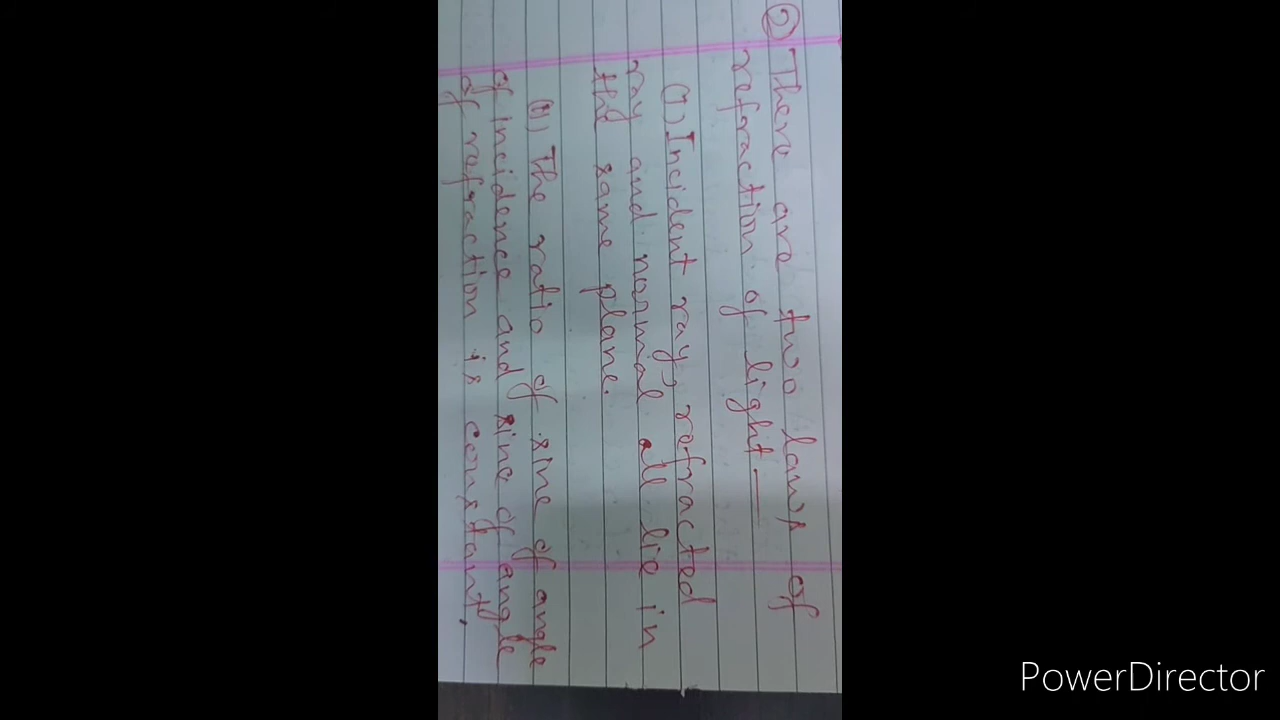 ② There are two laws of
refraction of light —
(I) Incident ray, refracted
ray and normal all lie in
the same plane.
(II) The ratio of sine of angle
of incidence and sine of angle
of refraction is constant.
PowerDirector